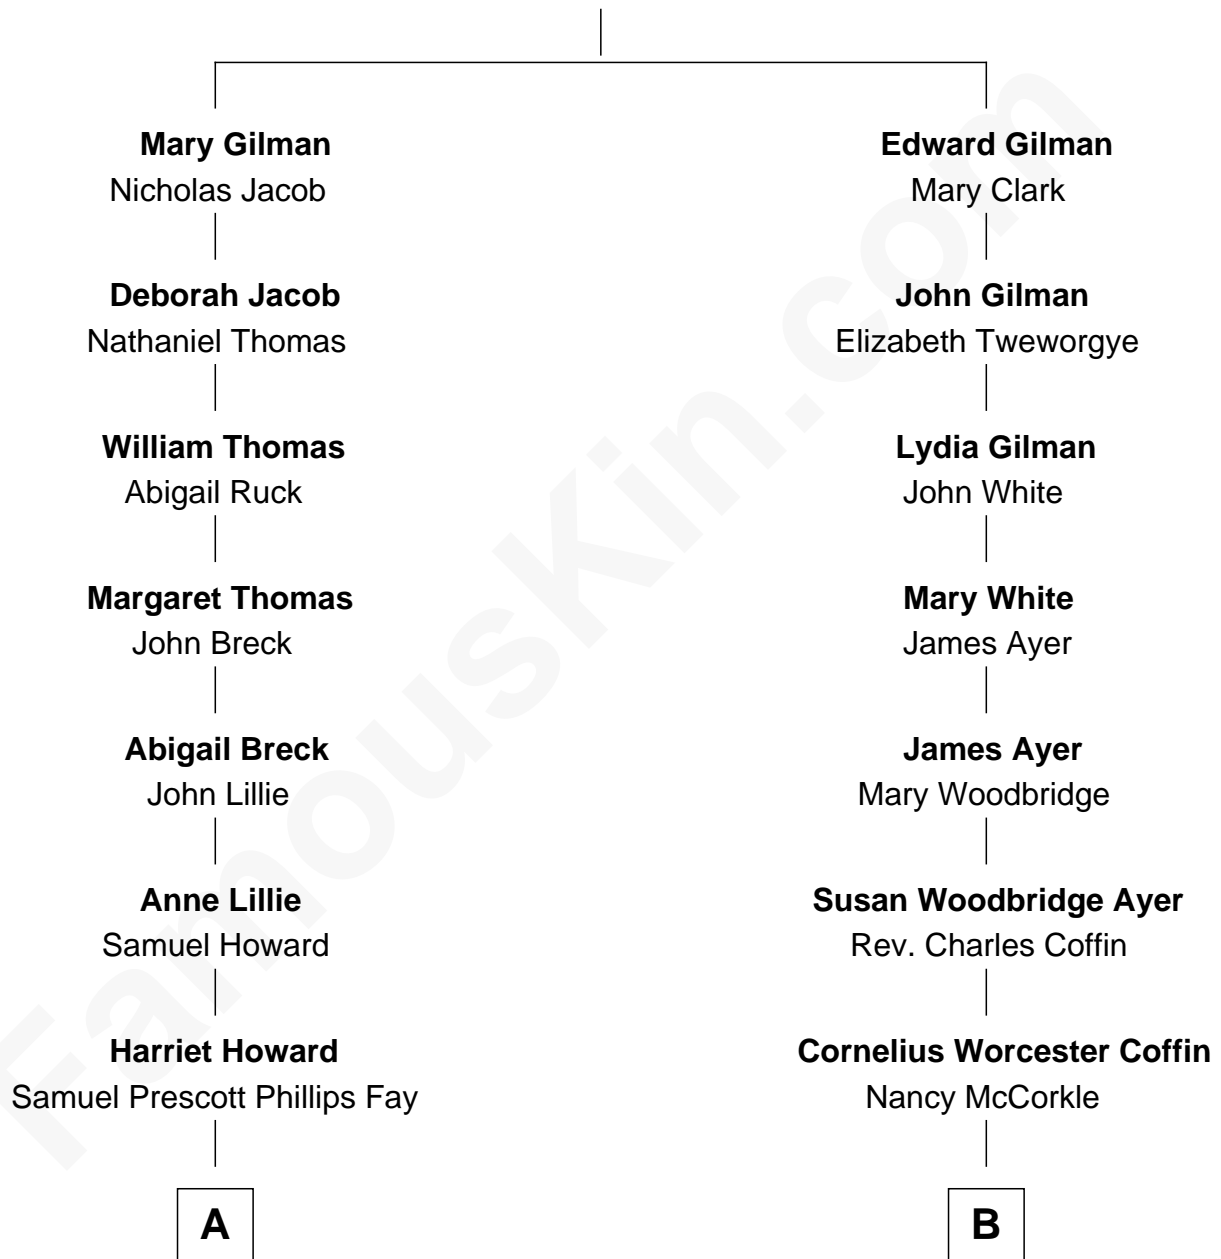 Mary Gilman
Nicholas Jacob
Deborah Jacob
Nathaniel Thomas
William Thomas
Abigail Ruck
Margaret Thomas
John Breck
Abigail Breck
John Lillie
Anne Lillie
Samuel Howard
Harriet Howard
Samuel Prescott Phillips Fay
A
Edward Gilman
Mary Clark
John Gilman
Elizabeth Tweworgye
Lydia Gilman
John White
Mary White
James Ayer
James Ayer
Mary Woodbridge
Susan Woodbridge Ayer
Rev. Charles Coffin
Cornelius Worcester Coffin
Nancy McCorkle
B
FamousKin.com